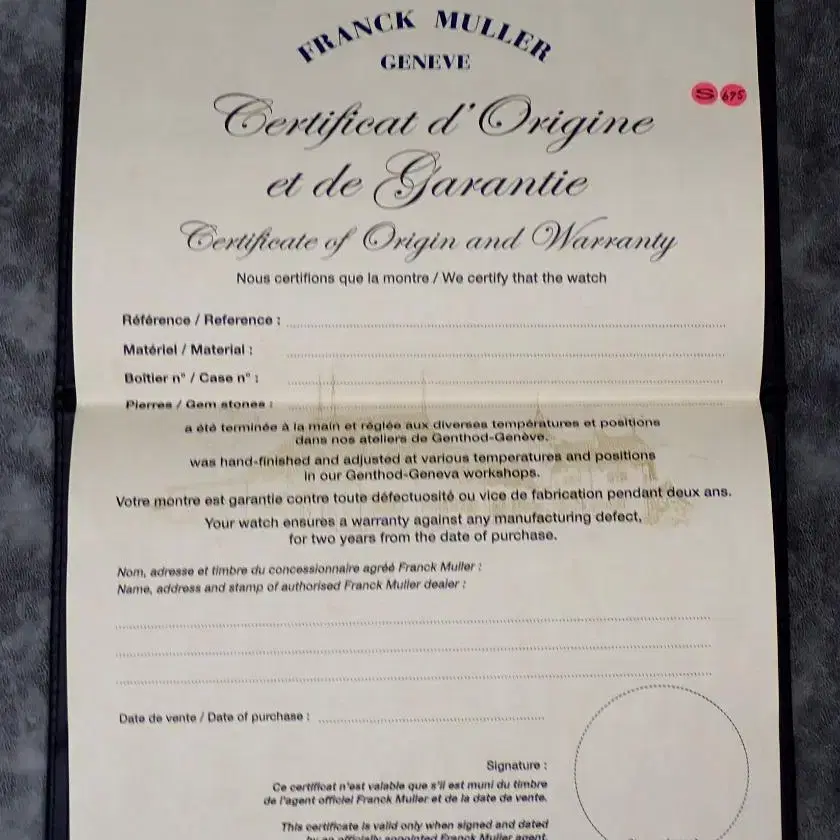 FRANCK MULLER
GENEVE
S 675
Certificat d'Origine
et de Garantie
Certificate of Origin and Warranty
Nous certifions que la montre / We certify that the watch
Référence / Reference :
Matériel / Material :
Boîtier n° / Case n° :
Pierres / Gem stones :
a été terminée à la main et réglée aux diverses températures et positions
dans nos ateliers de Genthod-Genève.
was hand-finished and adjusted at various temperatures and positions
in our Genthod-Geneva workshops.
Votre montre est garantie contre toute défectuosité ou vice de fabrication pendant deux ans.
Your watch ensures a warranty against any manufacturing defect,
for two years from the date of purchase.
Nom, adresse et timbre du concessionnaire agréé Franck Muller :
Name, address and stamp of authorised Franck Muller dealer :
Date de vente / Date of purchase :
Signature :
Ce certificat n'est valable que s'il est muni du timbre
de l'agent officiel Franck Muller et de la date de vente.
This certificate is valid only when signed and dated
by an officially appointed Franck Muller agent.